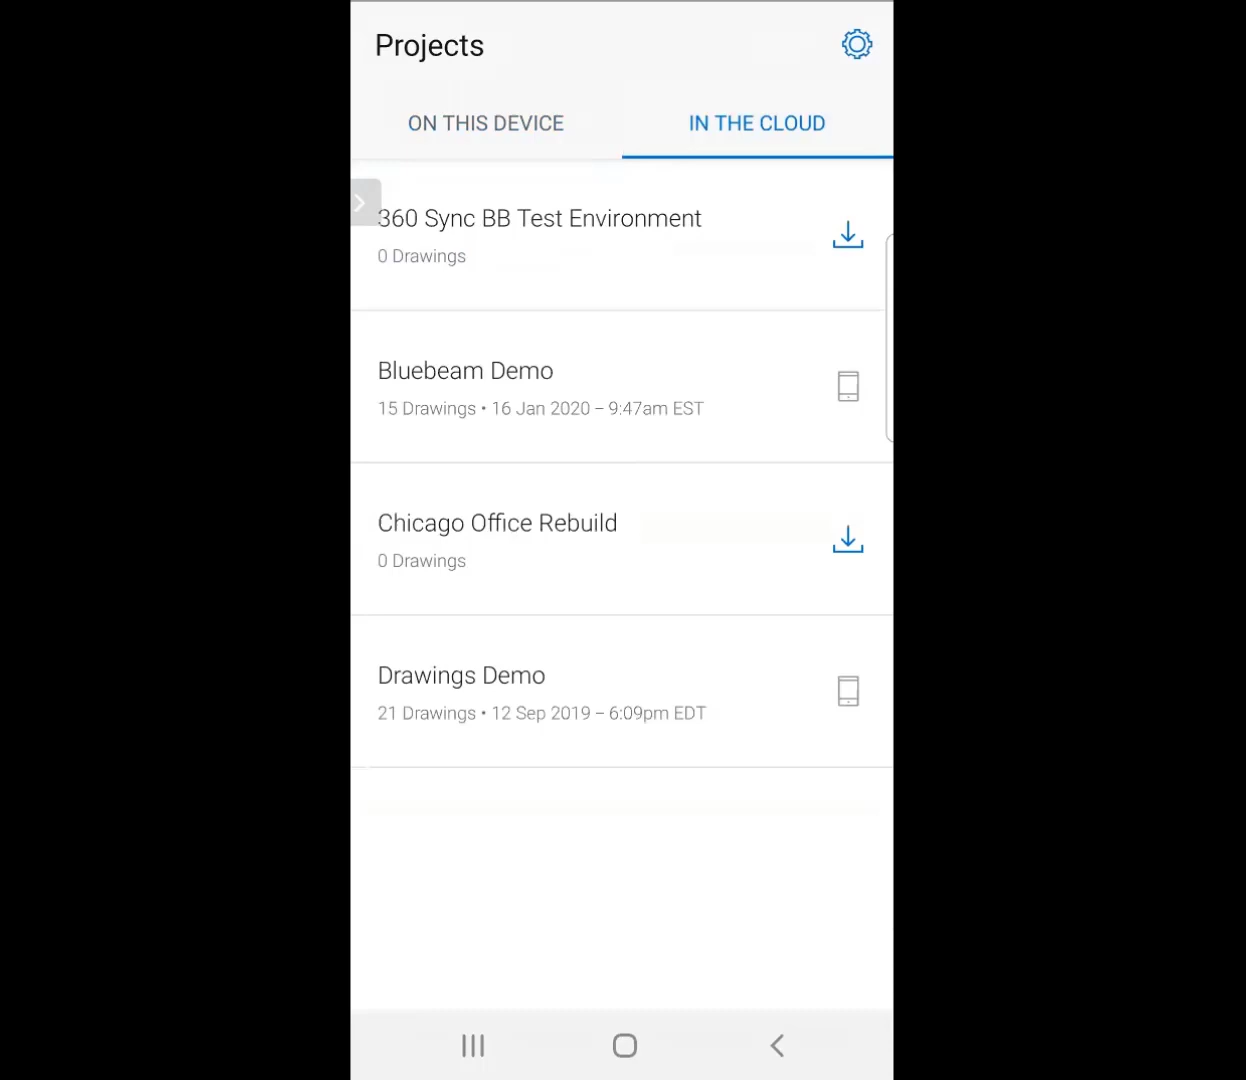 Projects
ON THIS DEVICE
IN THE CLOUD
360 Sync BB Test Environment
0 Drawings
Bluebeam Demo
15 Drawings • 16 Jan 2020 – 9:47am EST
Chicago Office Rebuild
0 Drawings
Drawings Demo
21 Drawings • 12 Sep 2019 – 6:09pm EDT